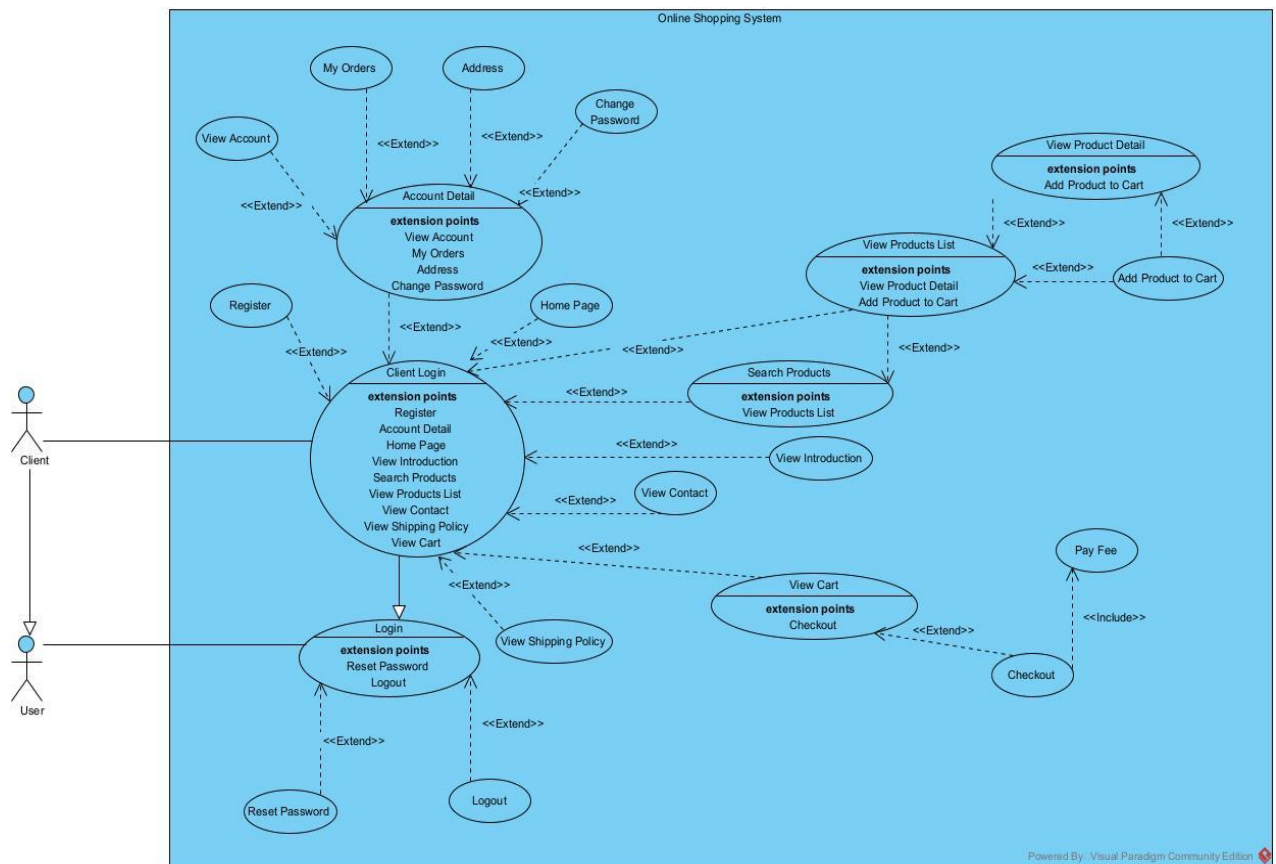 Online Shopping System
My Orders
Address
Change
Password
View Account
<<Extend>>
<<Extend>>
<<Extend>>
<<Extend>>
Account Detail
extension points
View Account
My Orders
Address
Change Password
View Product Detail
extension points
Add Product to Cart
<<Extend>>
<<Extend>>
View Products List
extension points
View Product Detail
Add Product to Cart
<<Extend>>
Add Product to Cart
Register
<<Extend>>
<<Extend>>
Home Page
<<Extend>>
<<Extend>>
<<Extend>>
Client Login
extension points
Register
Account Detail
Home Page
View Introduction
Search Products
View Products List
View Contact
View Shipping Policy
View Cart
Search Products
extension points
View Products List
<<Extend>>
<<Extend>>
View Introduction
<<Extend>>
View Contact
Client
<<Extend>>
View Cart
extension points
Checkout
Pay Fee
<<Include>>
<<Extend>>
Checkout
<<Extend>>
View Shipping Policy
Login
extension points
Reset Password
Logout
User
<<Extend>>
<<Extend>>
Reset Password
Logout
Powered By Visual Paradigm Community Edition